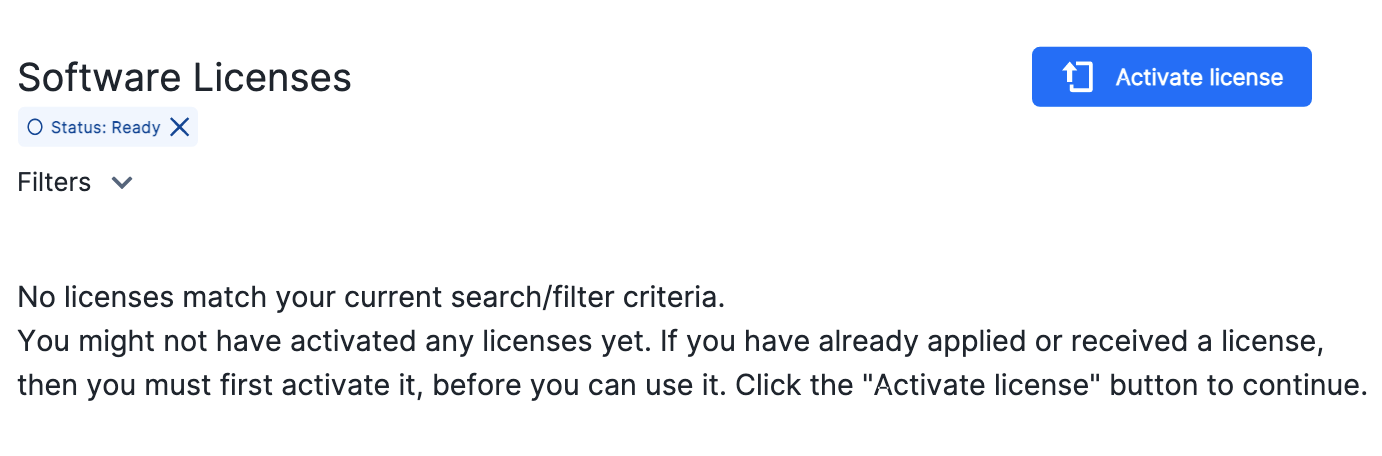 Software Licenses
Activate license
Status: Ready
Filters
No licenses match your current search/filter criteria.
You might not have activated any licenses yet. If you have already applied or received a license,
then you must first activate it, before you can use it. Click the "Activate license" button to continue.